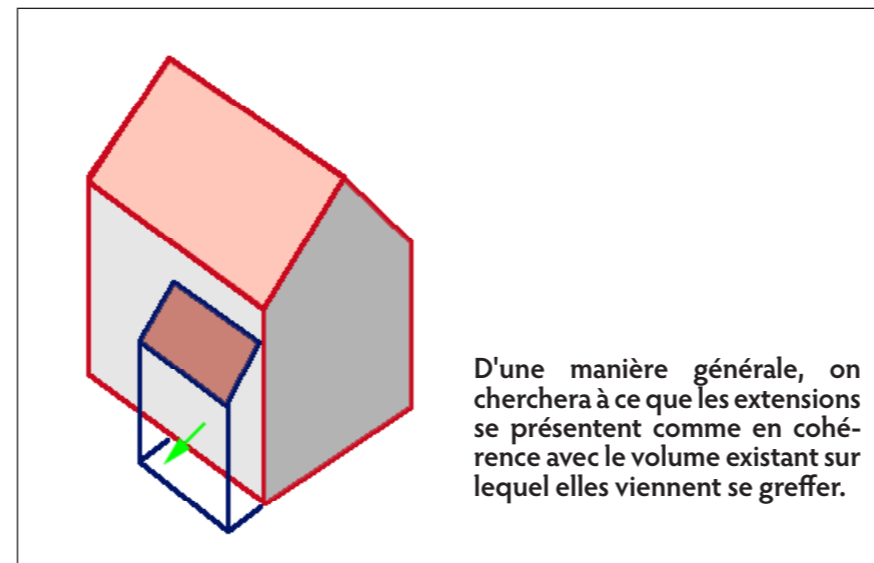 D'une manière générale, on
cherchera à ce que les extensions
se présentent comme en cohé-
rence avec le volume existant sur
lequel elles viennent se greffer.